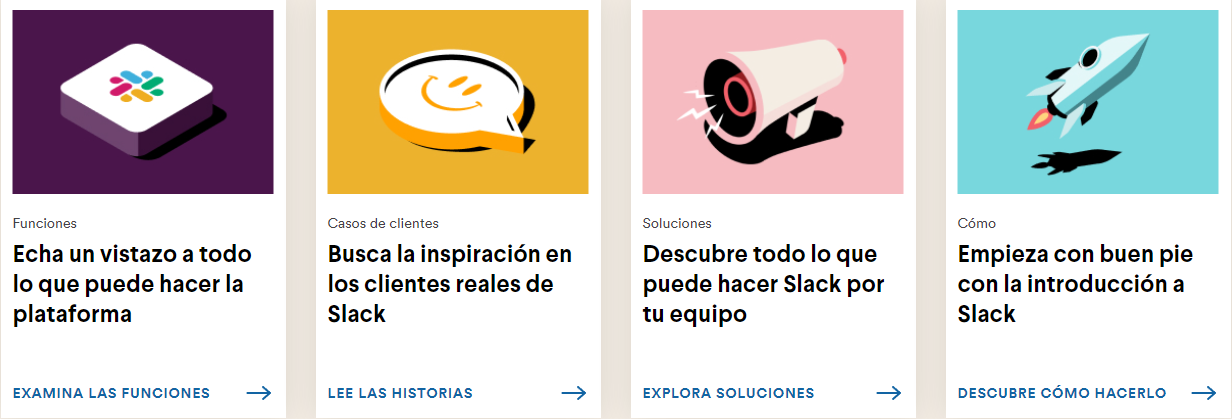 Funciones
Echa un vistazo a todo
lo que puede hacer la
plataforma
EXAMINA LAS FUNCIONES
Casos de clientes
Busca la inspiración en
los clientes reales de
Slack
LEE LAS HISTORIAS
Soluciones
Descubre todo lo que
puede hacer Slack por
tu equipo
EXPLORA SOLUCIONES
Cómo
Empieza con buen pie
con la introducción a
Slack
DESCUBRE CÓMO HACERLO